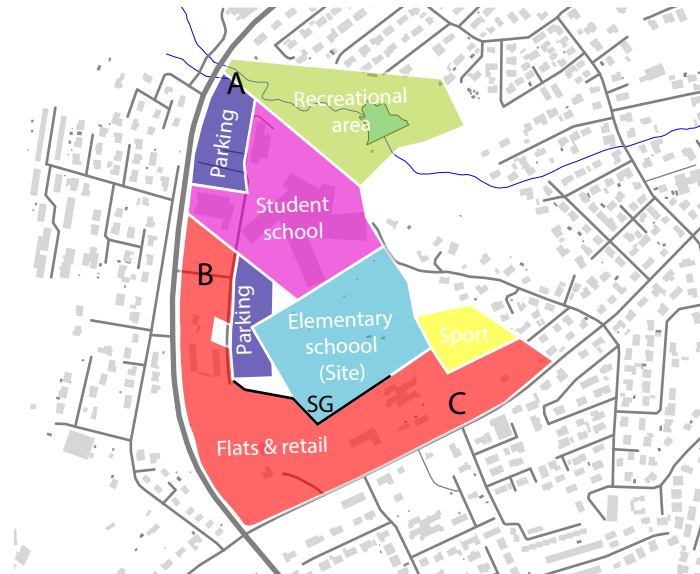 A
Recreational
area
Parking
Student
school
B
Parking
Elementary
schoool
(Site)
Sport
SG
C
Flats & retail